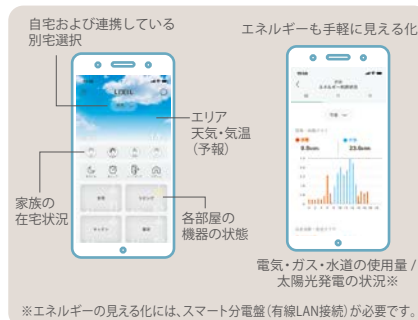 自宅および連携している
別宅選択
LIXIL
エリア
天気・気温
(予報)
家族の
在宅状況
各部屋の
機器の状態
エネルギーも手軽に見える化
電気・ガス・水道の使用量/
太陽光発電の状況※
※エネルギーの見える化には、スマート分電盤(有線LAN接続)が必要です。